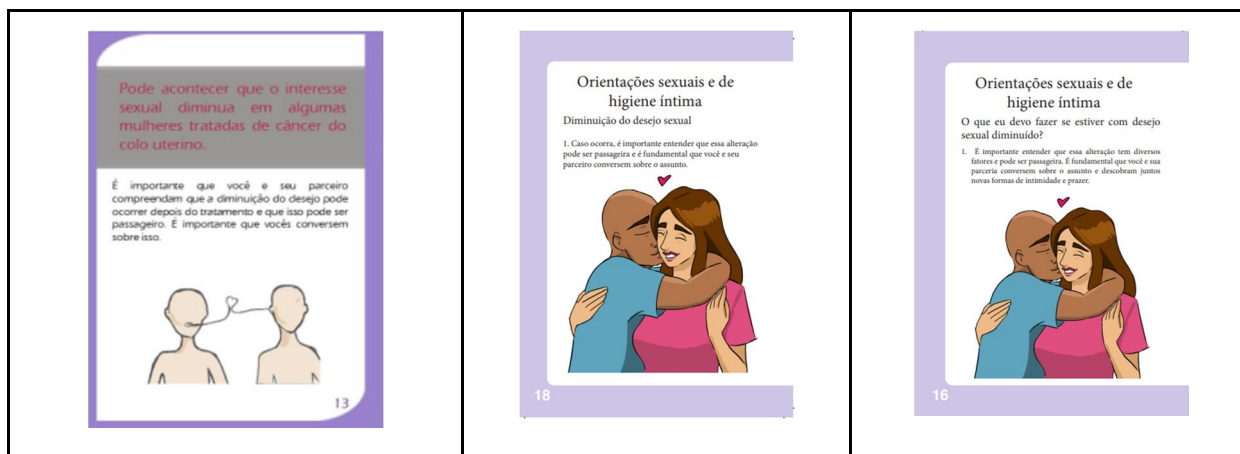 Pode acontecer que o interesse
sexual diminua em algumas
mulheres tratadas de câncer do
colo uterino.
É importante que você e seu parceiro
compreendam que a diminuição do desejo pode
ocorrer depois do tratamento e que isso pode ser
passageiro. É importante que vocês conversem
sobre isso.
13
Orientações sexuais e de
higiene íntima
Diminuição do desejo sexual
1. Caso ocorra, é importante entender que essa alteração
pode ser passageira e é fundamental que você e seu
parceiro conversem sobre o assunto.
18
Orientações sexuais e de
higiene íntima
O que eu devo fazer se estiver com desejo
sexual diminuído?
1. É importante entender que essa alteração tem diversos
fatores e pode ser passageira. É fundamental que você e sua
parceria conversem sobre o assunto e descobram juntos
novas formas de intimidade e prazer.
16